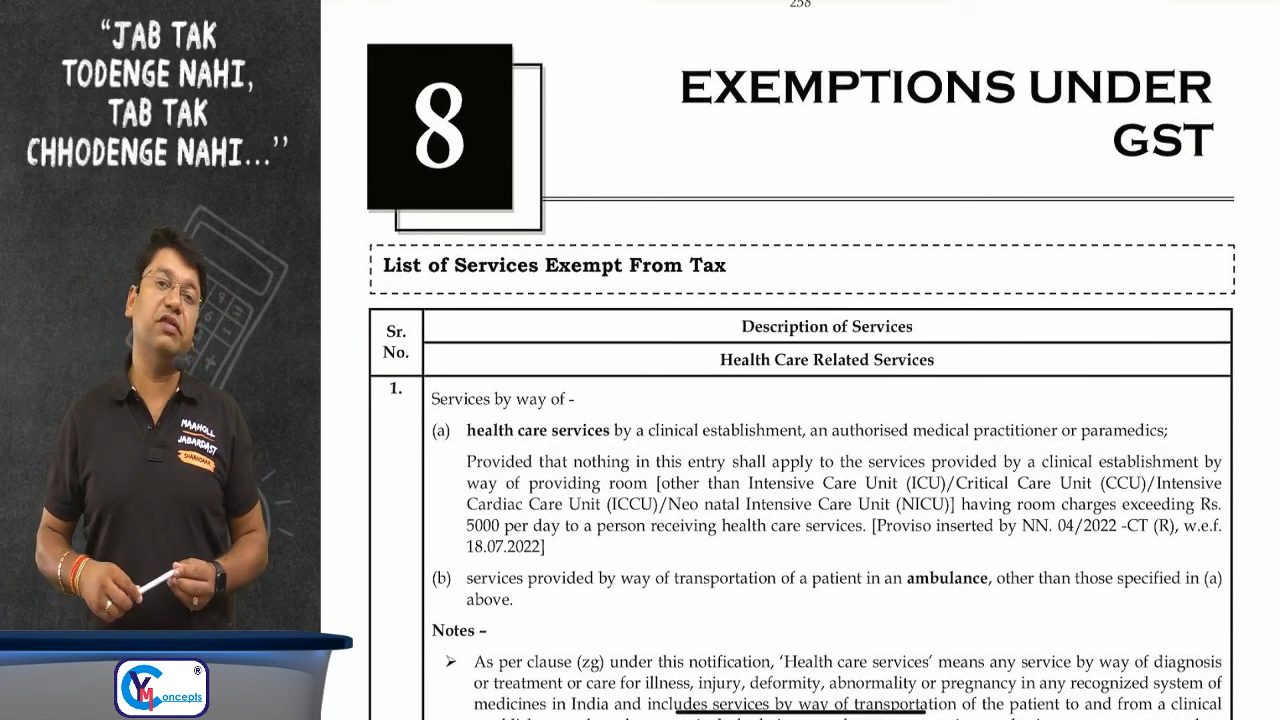 “JAB TAK
TODENGE NAHI,
TAB TAK
CHHODENGE NAHI...’’
MAAHOLL
JABARDAST
CYM Concepts
®
258
8
EXEMPTIONS UNDER
GST
List of Services Exempt From Tax
Sr.
No.
Description of Services
Health Care Related Services
1.
Services by way of -
(a) health care services by a clinical establishment, an authorised medical practitioner or paramedics;
Provided that nothing in this entry shall apply to the services provided by a clinical establishment by
way of providing room [other than Intensive Care Unit (ICU)/Critical Care Unit (CCU)/Intensive
Cardiac Care Unit (ICCU)/Neo natal Intensive Care Unit (NICU)] having room charges exceeding Rs.
5000 per day to a person receiving health care services. [Proviso inserted by NN. 04/2022 -CT (R), w.e.f.
18.07.2022]
(b) services provided by way of transportation of a patient in an ambulance, other than those specified in (a)
above.
Notes –
➢ As per clause (zg) under this notification, ‘Health care services’ means any service by way of diagnosis
or treatment or care for illness, injury, deformity, abnormality or pregnancy in any recognized system of
medicines in India and includes services by way of transportation of the patient to and from a clinical